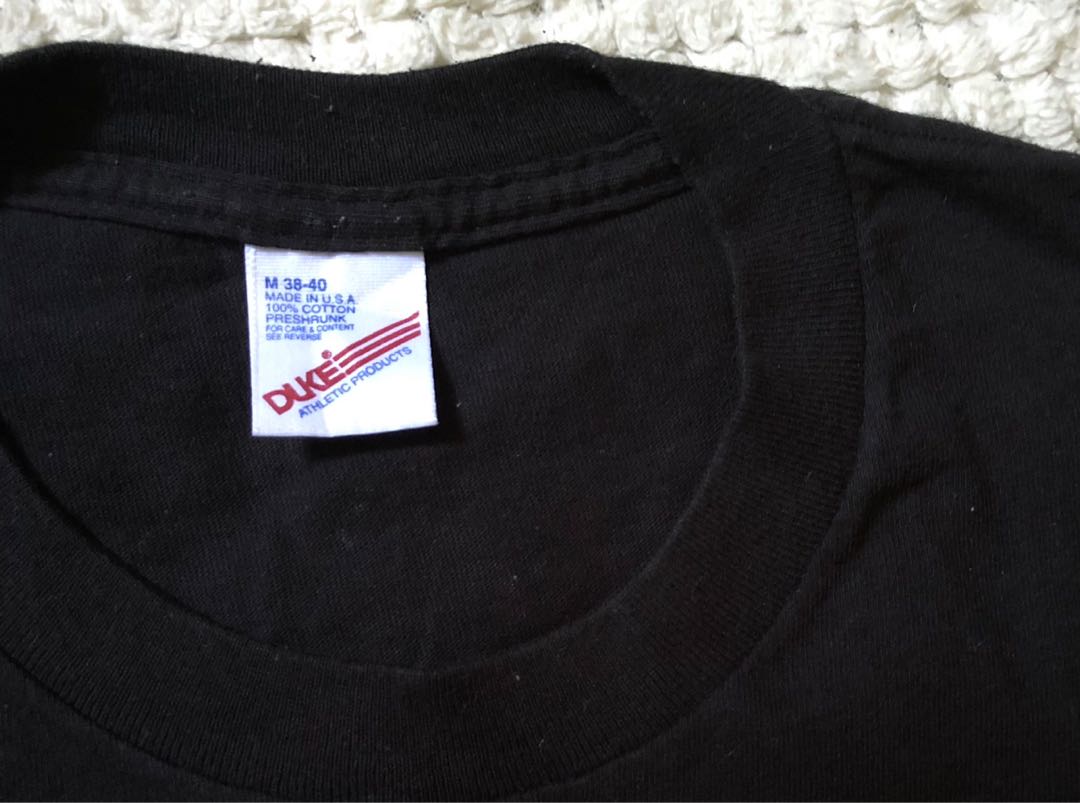 M 38-40
MADE IN U.S.A.
100% COTTON
PRESHRUNK
FOR CARE & CONTENT
SEE REVERSE
DUKE®
ATHLETIC PRODUCTS